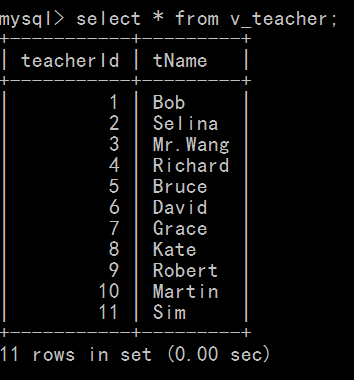 mysql> select * from v_teacher;
+-----------+---------+
| teacherId | tName   |
+-----------+---------+
|         1 | Bob     |
|         2 | Selina  |
|         3 | Mr.Wang |
|         4 | Richard |
|         5 | Bruce   |
|         6 | David   |
|         7 | Grace   |
|         8 | Kate    |
|         9 | Robert  |
|        10 | Martin  |
|        11 | Sim     |
+-----------+---------+
11 rows in set (0.00 sec)